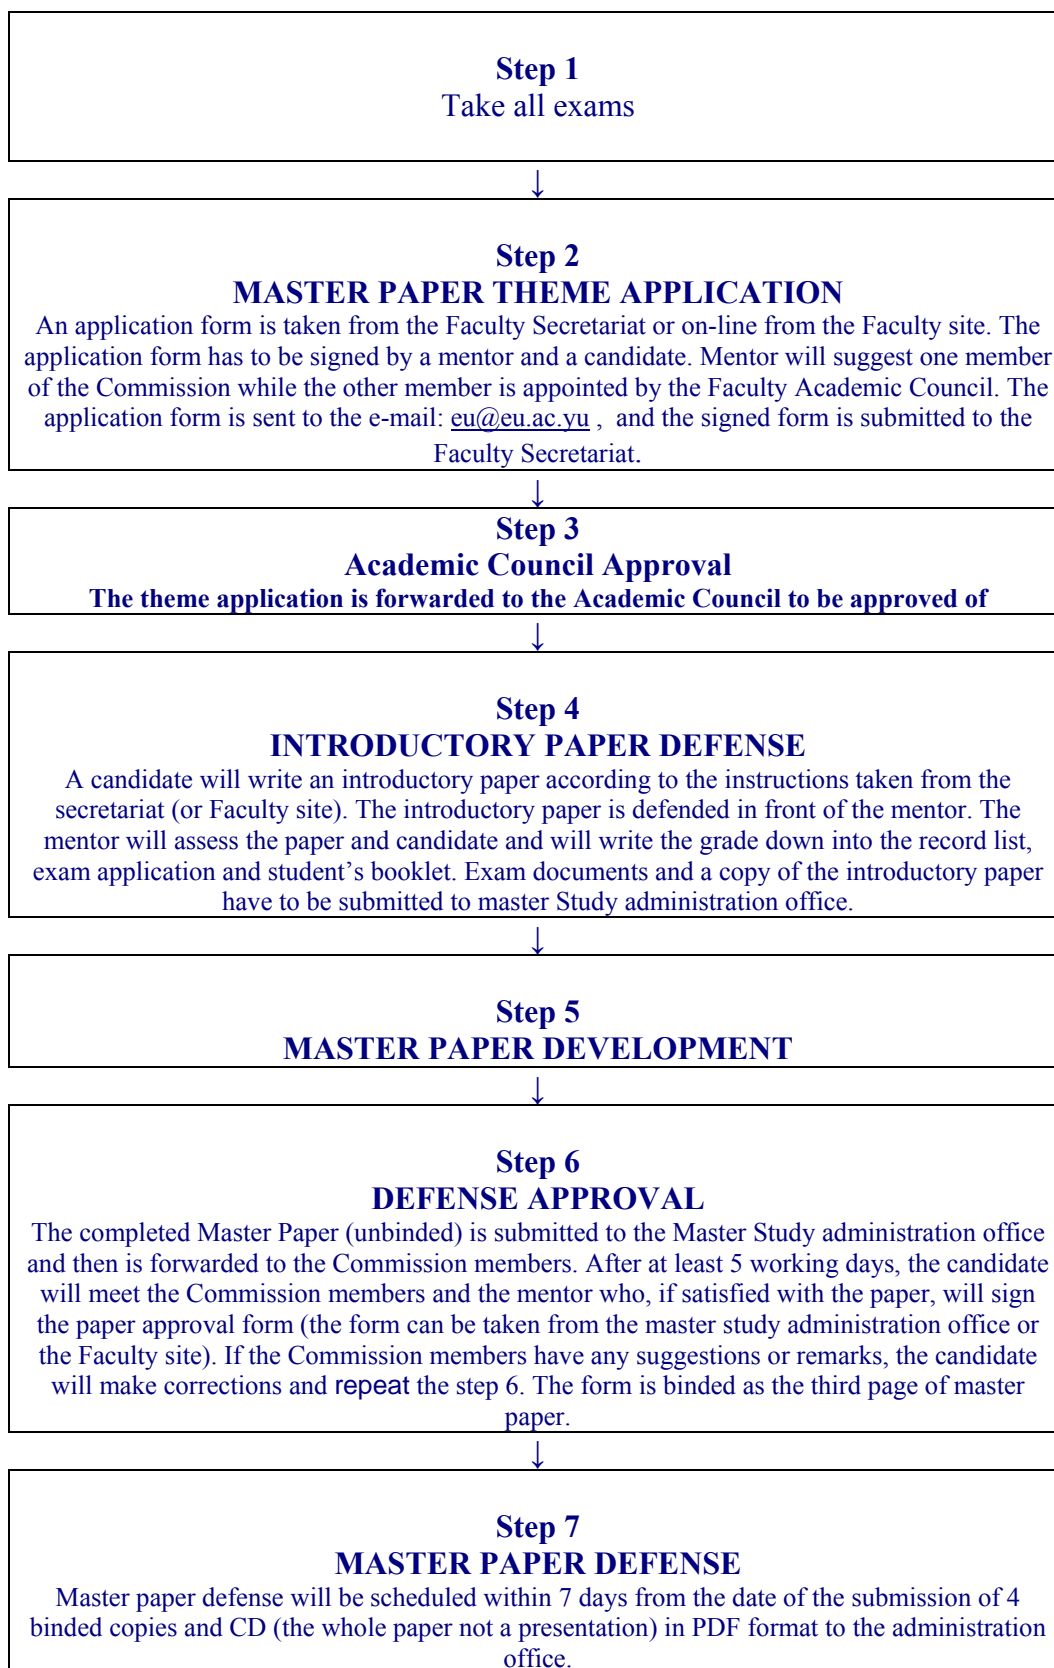 Step 1
Take all exams
↓
Step 2
MASTER PAPER THEME APPLICATION
An application form is taken from the Faculty Secretariat or on-line from the Faculty site. The
application form has to be signed by a mentor and a candidate. Mentor will suggest one member
of the Commission while the other member is appointed by the Faculty Academic Council. The
application form is sent to the e-mail: eu@eu.ac.yu , and the signed form is submitted to the
Faculty Secretariat.
↓
Step 3
Academic Council Approval
The theme application is forwarded to the Academic Council to be approved of
↓
Step 4
INTRODUCTORY PAPER DEFENSE
A candidate will write an introductory paper according to the instructions taken from the
secretariat (or Faculty site). The introductory paper is defended in front of the mentor. The
mentor will assess the paper and candidate and will write the grade down into the record list,
exam application and student’s booklet. Exam documents and a copy of the introductory paper
have to be submitted to master Study administration office.
↓
Step 5
MASTER PAPER DEVELOPMENT
↓
Step 6
DEFENSE APPROVAL
The completed Master Paper (unbinded) is submitted to the Master Study administration office
and then is forwarded to the Commission members. After at least 5 working days, the candidate
will meet the Commission members and the mentor who, if satisfied with the paper, will sign
the paper approval form (the form can be taken from the master study administration office or
the Faculty site). If the Commission members have any suggestions or remarks, the candidate
will make corrections and repeat the step 6. The form is binded as the third page of master
paper.
↓
Step 7
MASTER PAPER DEFENSE
Master paper defense will be scheduled within 7 days from the date of the submission of 4
binded copies and CD (the whole paper not a presentation) in PDF format to the administration
office.